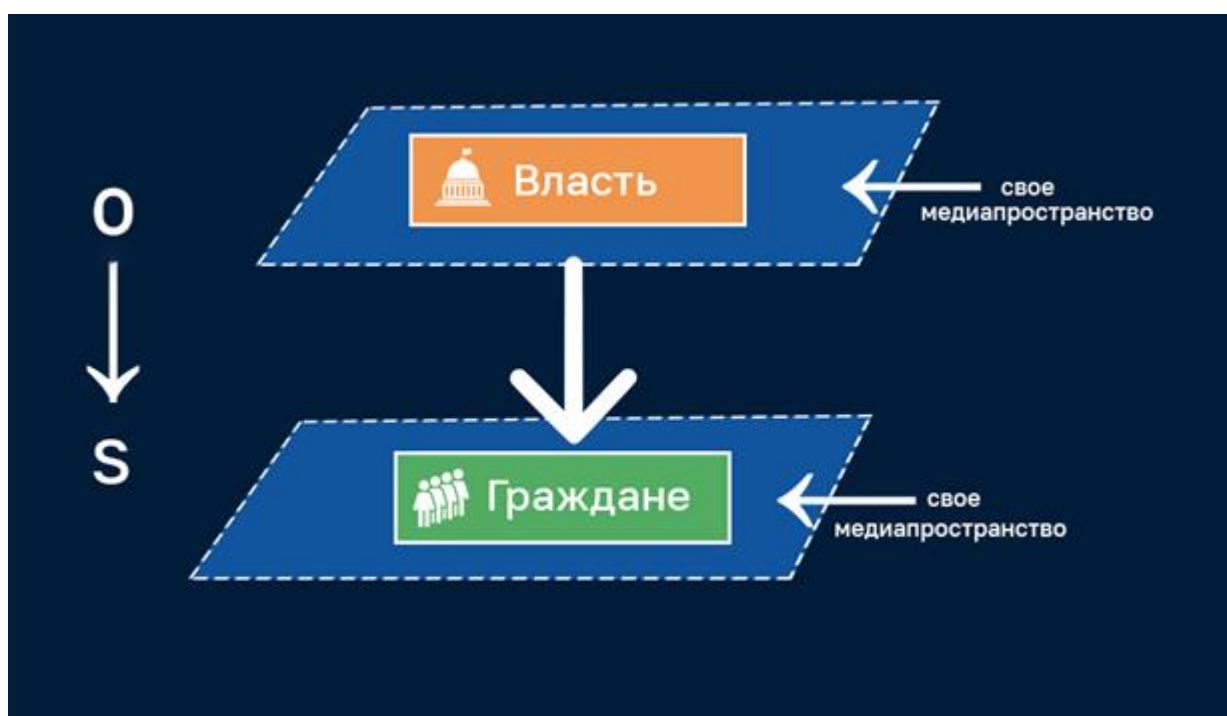 Власть
свое
медиапространство
О
S
Граждане
свое
медиапространство